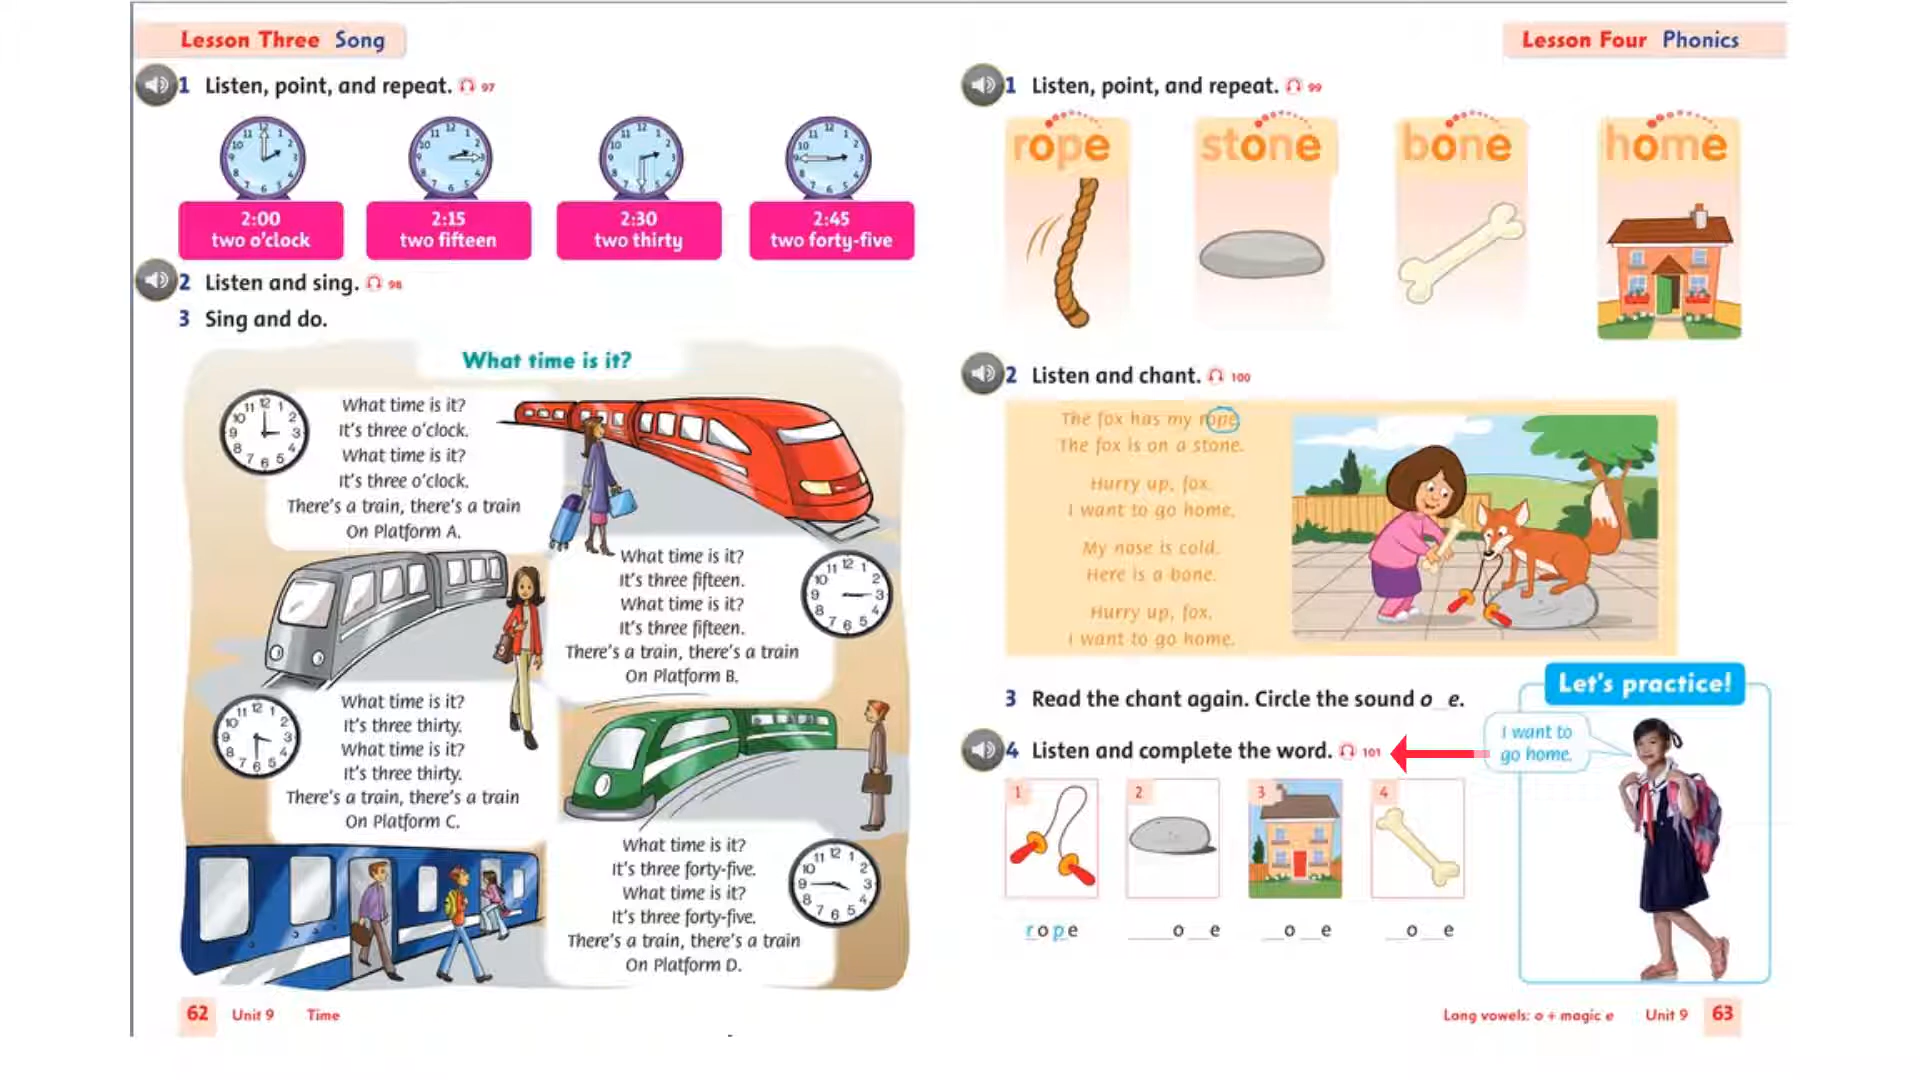 Lesson Three Song
1 Listen, point, and repeat. 97
2:00
two o'clock
2:15
two fifteen
2:30
two thirty
2:45
two forty-five
2 Listen and sing. 98
3 Sing and do.
What time is it?
What time is it?
It's three o'clock.
What time is it?
It's three o'clock.
There's a train, there's a train
On Platform A.
What time is it?
It's three fifteen.
What time is it?
It's three fifteen.
There's a train, there's a train
On Platform B.
What time is it?
It's three thirty.
What time is it?
It's three thirty.
There's a train, there's a train
On Platform C.
What time is it?
It's three forty-five.
What time is it?
It's three forty-five.
There's a train, there's a train
On Platform D.
62 Unit 9 Time
Lesson Four Phonics
1 Listen, point, and repeat. 99
rope stone bone home
2 Listen and chant. 100
The fox has my rope.
The fox is on a stone.
Hurry up, fox.
I want to go home.
My nose is cold.
Here is a bone.
Hurry up, fox.
I want to go home.
3 Read the chant again. Circle the sound o_e.
4 Listen and complete the word. 101
1 2 3 4
rope __o_e _o_e _o_e
Let's practice!
I want to
go home.
Long vowels: o + magic e Unit 9 63